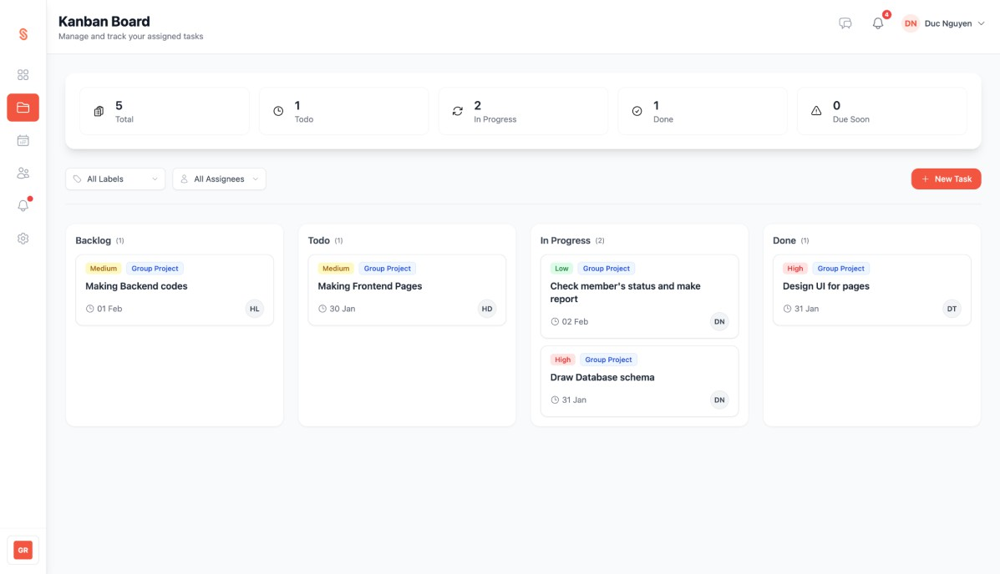 Kanban Board
Manage and track your assigned tasks
4
DN Duc Nguyen
5
Total
1
Todo
2
In Progress
1
Done
0
Due Soon
All Labels
All Assignees
New Task
Backlog (1)
Medium Group Project
Making Backend codes
01 Feb HL
Todo (1)
Medium Group Project
Making Frontend Pages
30 Jan HD
In Progress (2)
Low Group Project
Check member's status and make
report
02 Feb DN
High Group Project
Draw Database schema
31 Jan DN
Done (1)
High Group Project
Design UI for pages
31 Jan DT
GR